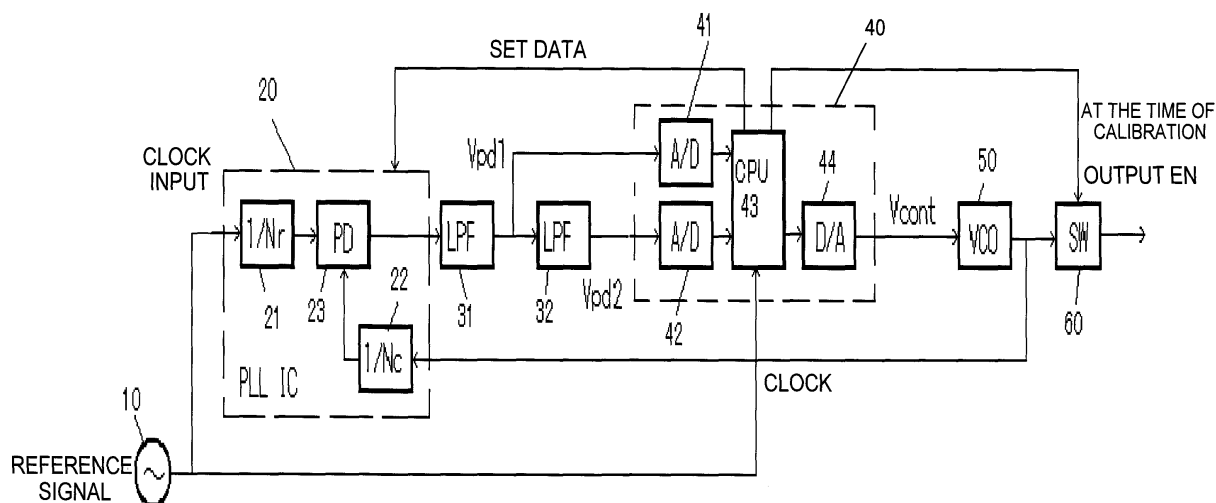 41
40
SET DATA
20
AT THE TIME OF
CALIBRATION
CLOCK
INPUT
Vpd1
A/D
CPU
43
44
50
OUTPUT EN
Vcont
1/Nr
PD
LPF
LPF
A/D
D/A
VCO
SW
21
23
22
31
32
Vpd2
42
60
1/Nc
PLL IC
CLOCK
10
REFERENCE
SIGNAL